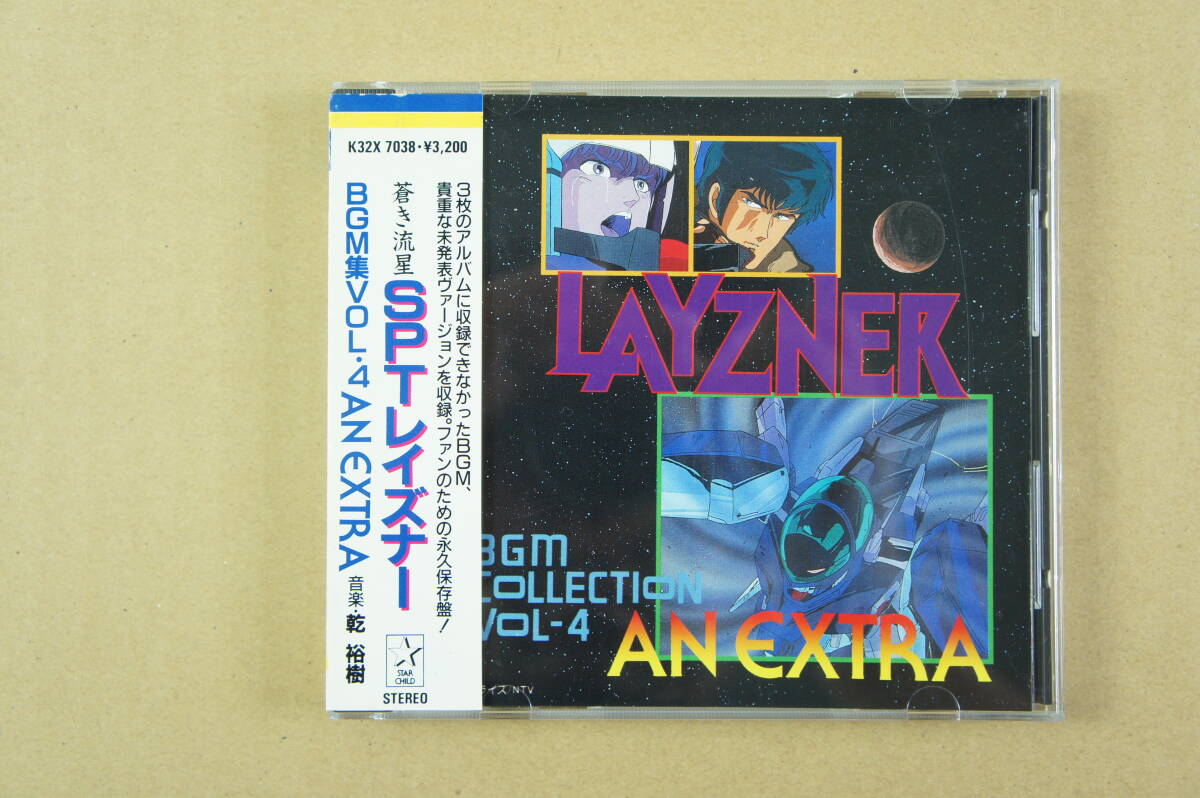 K32X 7038・¥3,200
3枚のアルバムに収録できなかったBGM、
貴重な未発表ヴァージョンを収録。ファンのための永久保存盤!
蒼き流星
SPTレイズナー
BGM集VOL・4 AN EXTRA
音楽・乾 裕樹
STAR
CHILD
STEREO
LAYZNER
BGM
COLLECTION
VOL-4
AN EXTRA
ライズ/NTV